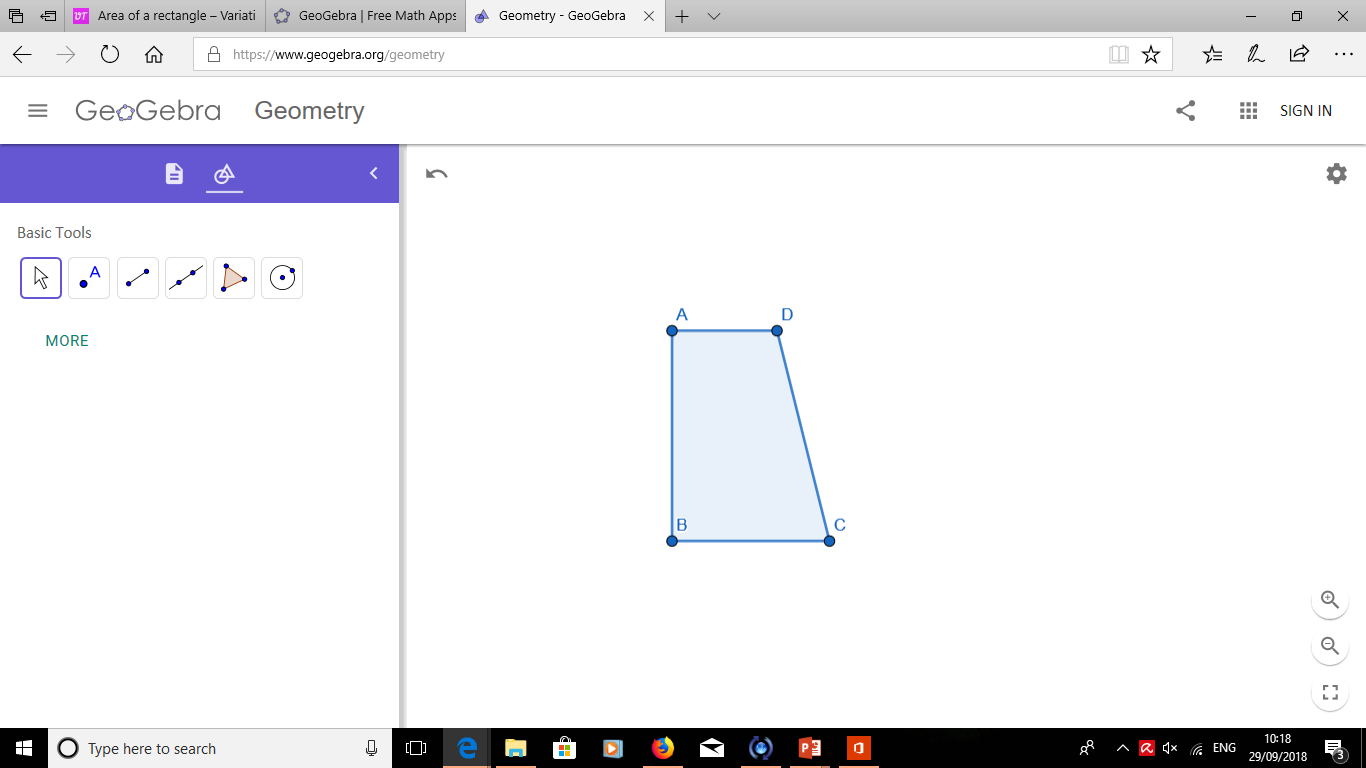 VT Area of a rectangle – Variati
GeoGebra | Free Math Apps
Geometry - GeoGebra
https://www.geogebra.org/geometry
GeoGebra
Geometry
SIGN IN
Basic Tools
A
MORE
A
D
B
C
Type here to search
ENG
10:18
29/09/2018
3